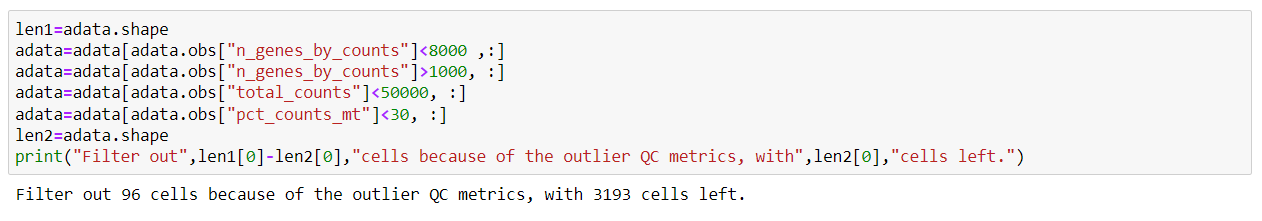 len1=adata.shape
adata=adata[adata.obs["n_genes_by_counts"]<8000 ,:]
adata=adata[adata.obs["n_genes_by_counts"]>1000, :]
adata=adata[adata.obs["total_counts"]<50000, :]
adata=adata[adata.obs["pct_counts_mt"]<30, :]
len2=adata.shape
print("Filter out",len1[0]-len2[0],"cells because of the outlier QC metrics, with",len2[0],"cells left.")
Filter out 96 cells because of the outlier QC metrics, with 3193 cells left.